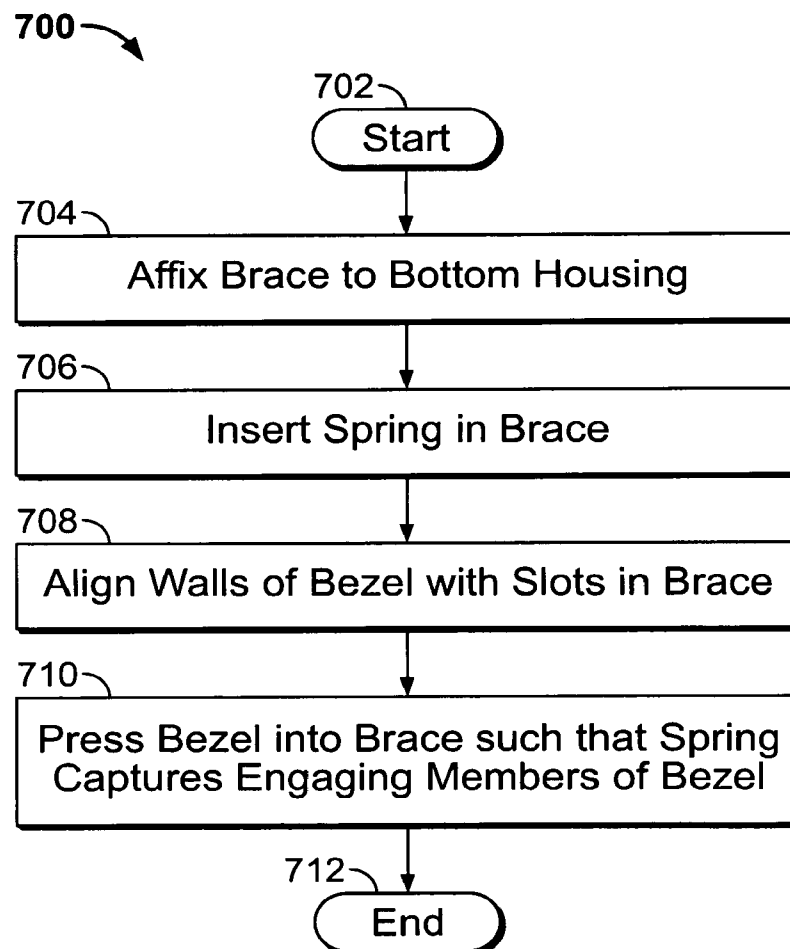 700
702
Start
704
Affix Brace to Bottom Housing
706
Insert Spring in Brace
708
Align Walls of Bezel with Slots in Brace
710
Press Bezel into Brace such that Spring
Captures Engaging Members of Bezel
712
End